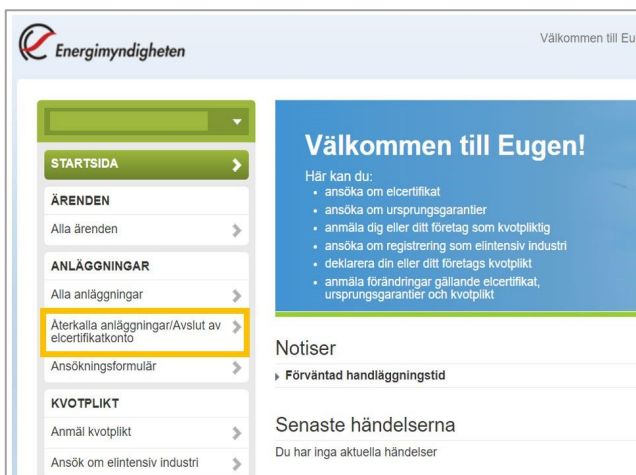 Energimyndigheten
Välkommen till Eu
STARTSIDA
ÄRENDEN
Alla ärenden
ANLÄGGNINGAR
Alla anläggningar
Återkalla anläggningar/Avslut av
elcertifikatkonto
Ansökningsformulär
KVOTPLIKT
Anmäl kvotplikt
Ansök om elintensiv industri
Välkommen till Eugen!
Här kan du:
• ansöka om elcertifikat
• ansöka om ursprungsgarantier
• anmäla dig eller ditt företag som kvotpliktig
• ansöka om registrering som elintensiv industri
• deklarera din eller ditt företags kvotplikt
• anmäla förändringar gällande elcertifikat,
ursprungsgarantier och kvotplikt
Notiser
Förväntad handläggningstid
Senaste händelserna
Du har inga aktuella händelser